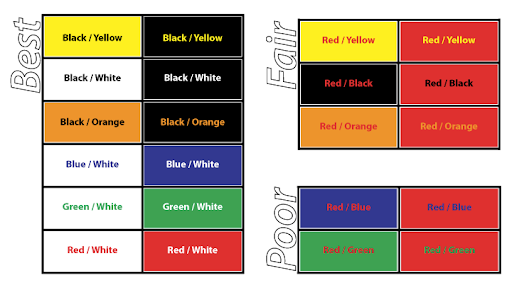 Best
Black / Yellow Black / Yellow
Black / White Black / White
Black / Orange Black / Orange
Blue / White Blue / White
Green / White Green / White
Red / White Red / White
Fair
Red / Yellow Red / Yellow
Red / Black Red / Black
Red / Orange Red / Orange
Poor
Red / Blue Red / Blue
Red / Green Red / Green